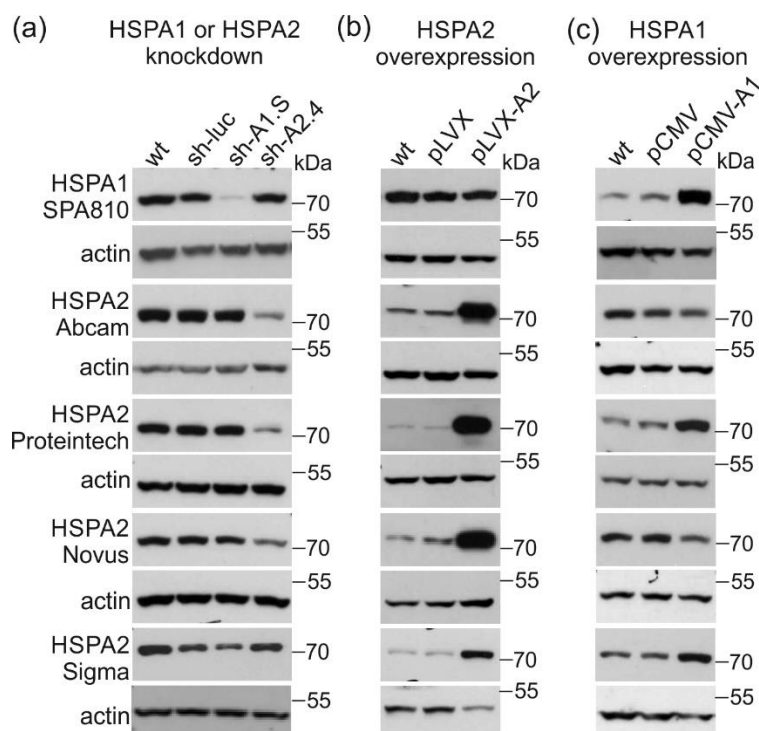 (a) HSPA1 or HSPA2
knockdown
(b) HSPA2
overexpression
(c) HSPA1
overexpression
wt sh-luc sh-A1.S sh-A2.4 kDa
wt pLVX pLVX-A2 kDa
wt pCMV pCMV-A1 kDa
HSPA1
SPA810
–70 –70 –70
actin –55 –55 –55
HSPA2
Abcam
–70 –70 –70
actin –55 –55 –55
HSPA2
Proteintech
–70 –70 –70
actin –55 –55 –55
HSPA2
Novus
–70 –70 –70
actin –55 –55 –55
HSPA2
Sigma
–70 –70 –70
actin –55 –55 –55